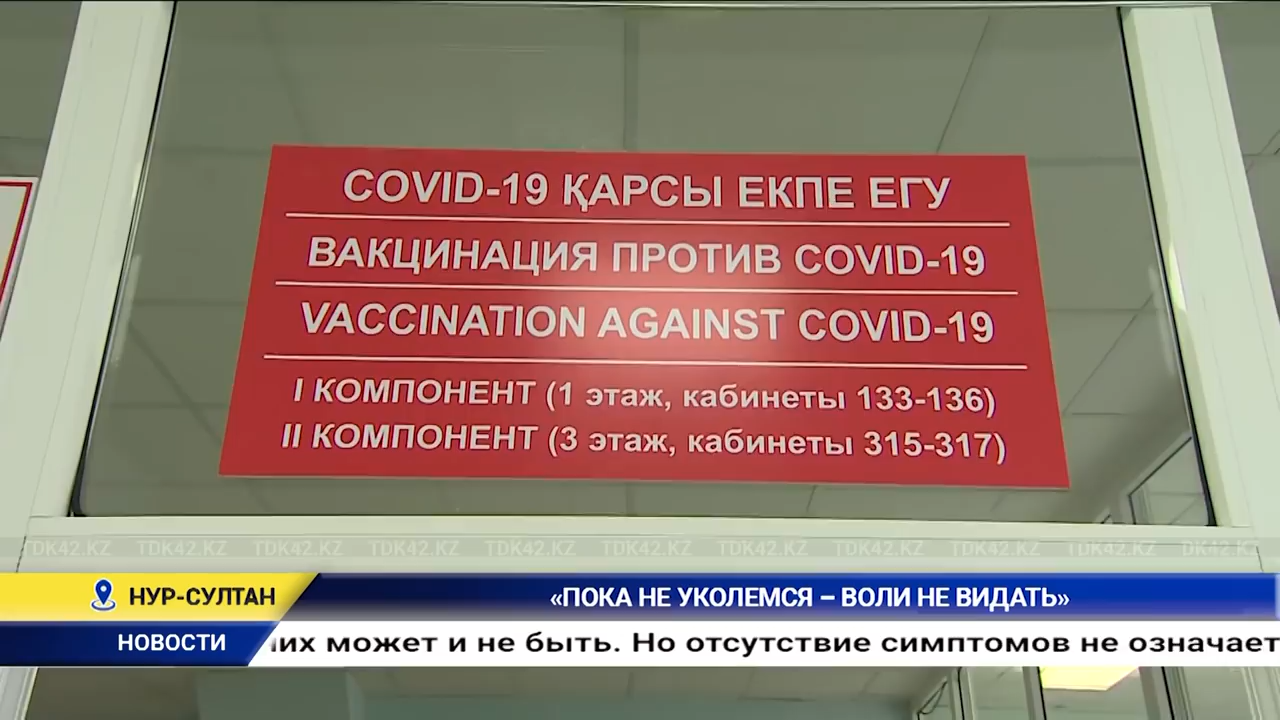 COVID-19 ҚАРСЫ ЕКПЕ ЕГУ
ВАКЦИНАЦИЯ ПРОТИВ COVID-19
VACCINATION AGAINST COVID-19
I КОМПОНЕНТ (1 этаж, кабинеты 133-136)
II КОМПОНЕНТ (3 этаж, кабинеты 315-317)
TDK42.KZ TDK42.KZ TDK42.KZ TDK42.KZ TDK42.KZ TDK42.KZ TDK42.KZ TDK42.KZ TDK42.KZ TDK42.KZ DK42.KZ
НУР-СУЛТАН «ПОКА НЕ УКОЛЕМСЯ – ВОЛИ НЕ ВИДАТЬ»
НОВОСТИ них может и не быть. Но отсутствие симптомов не означает